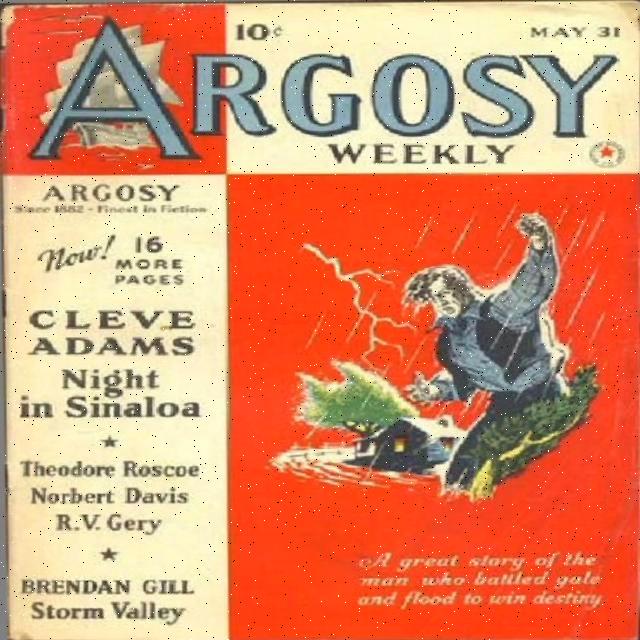 10¢
MAY 31
ARGOSY
WEEKLY
ARGOSY
Since 1882 - Finest in Fiction
Now! 16
MORE
PAGES
CLEVE
ADAMS
Night
in Sinaloa
Theodore Roscoe
Norbert Davis
R.V. Gery
BRENDAN GILL
Storm Valley
A great story of the
man who battled gale
and flood to win destiny